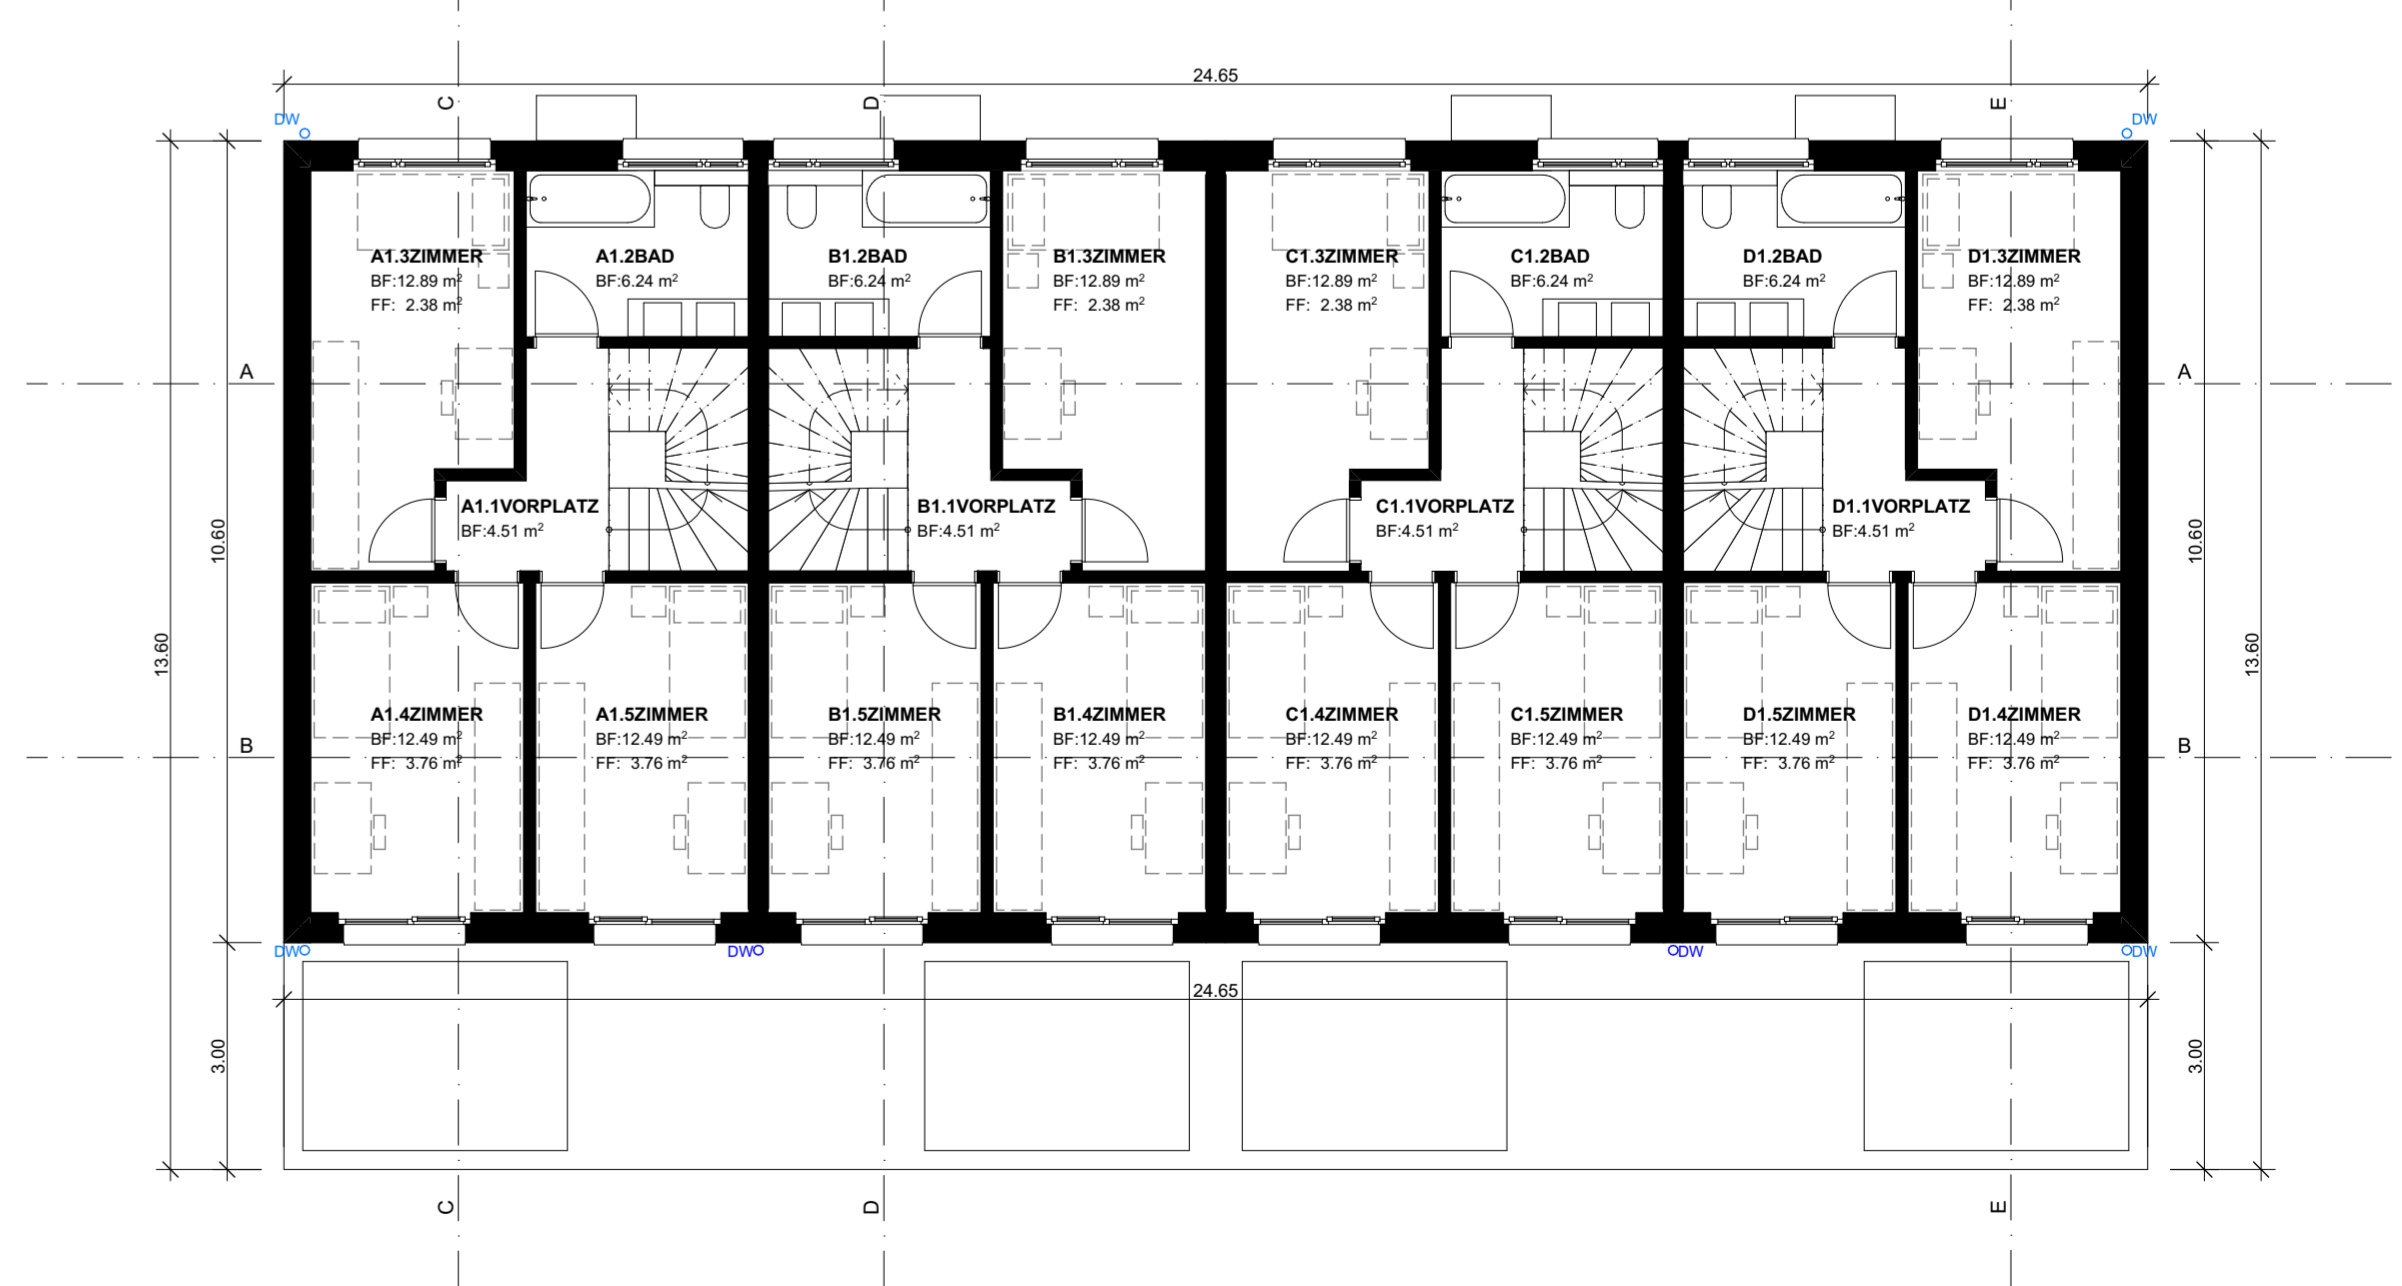 24.65
C
D
E
DW
DW
A1.3ZIMMER
BF:12.89 m²
FF: 2.38 m²
A1.2BAD
BF:6.24 m²
B1.2BAD
BF:6.24 m²
B1.3ZIMMER
BF:12.89 m²
FF: 2.38 m²
C1.3ZIMMER
BF:12.89 m²
FF: 2.38 m²
C1.2BAD
BF:6.24 m²
D1.2BAD
BF:6.24 m²
D1.3ZIMMER
BF:12.89 m²
FF: 2.38 m²
A
A
A1.1VORPLATZ
BF:4.51 m²
B1.1VORPLATZ
BF:4.51 m²
C1.1VORPLATZ
BF:4.51 m²
D1.1VORPLATZ
BF:4.51 m²
10.60
10.60
13.60
13.60
A1.4ZIMMER
BF:12.49 m²
FF: 3.76 m²
A1.5ZIMMER
BF:12.49 m²
FF: 3.76 m²
B1.5ZIMMER
BF:12.49 m²
FF: 3.76 m²
B1.4ZIMMER
BF:12.49 m²
FF: 3.76 m²
C1.4ZIMMER
BF:12.49 m²
FF: 3.76 m²
C1.5ZIMMER
BF:12.49 m²
FF: 3.76 m²
D1.5ZIMMER
BF:12.49 m²
FF: 3.76 m²
D1.4ZIMMER
BF:12.49 m²
FF: 3.76 m²
B
B
DW
DW
DW
DW
24.65
3.00
3.00
C
D
E